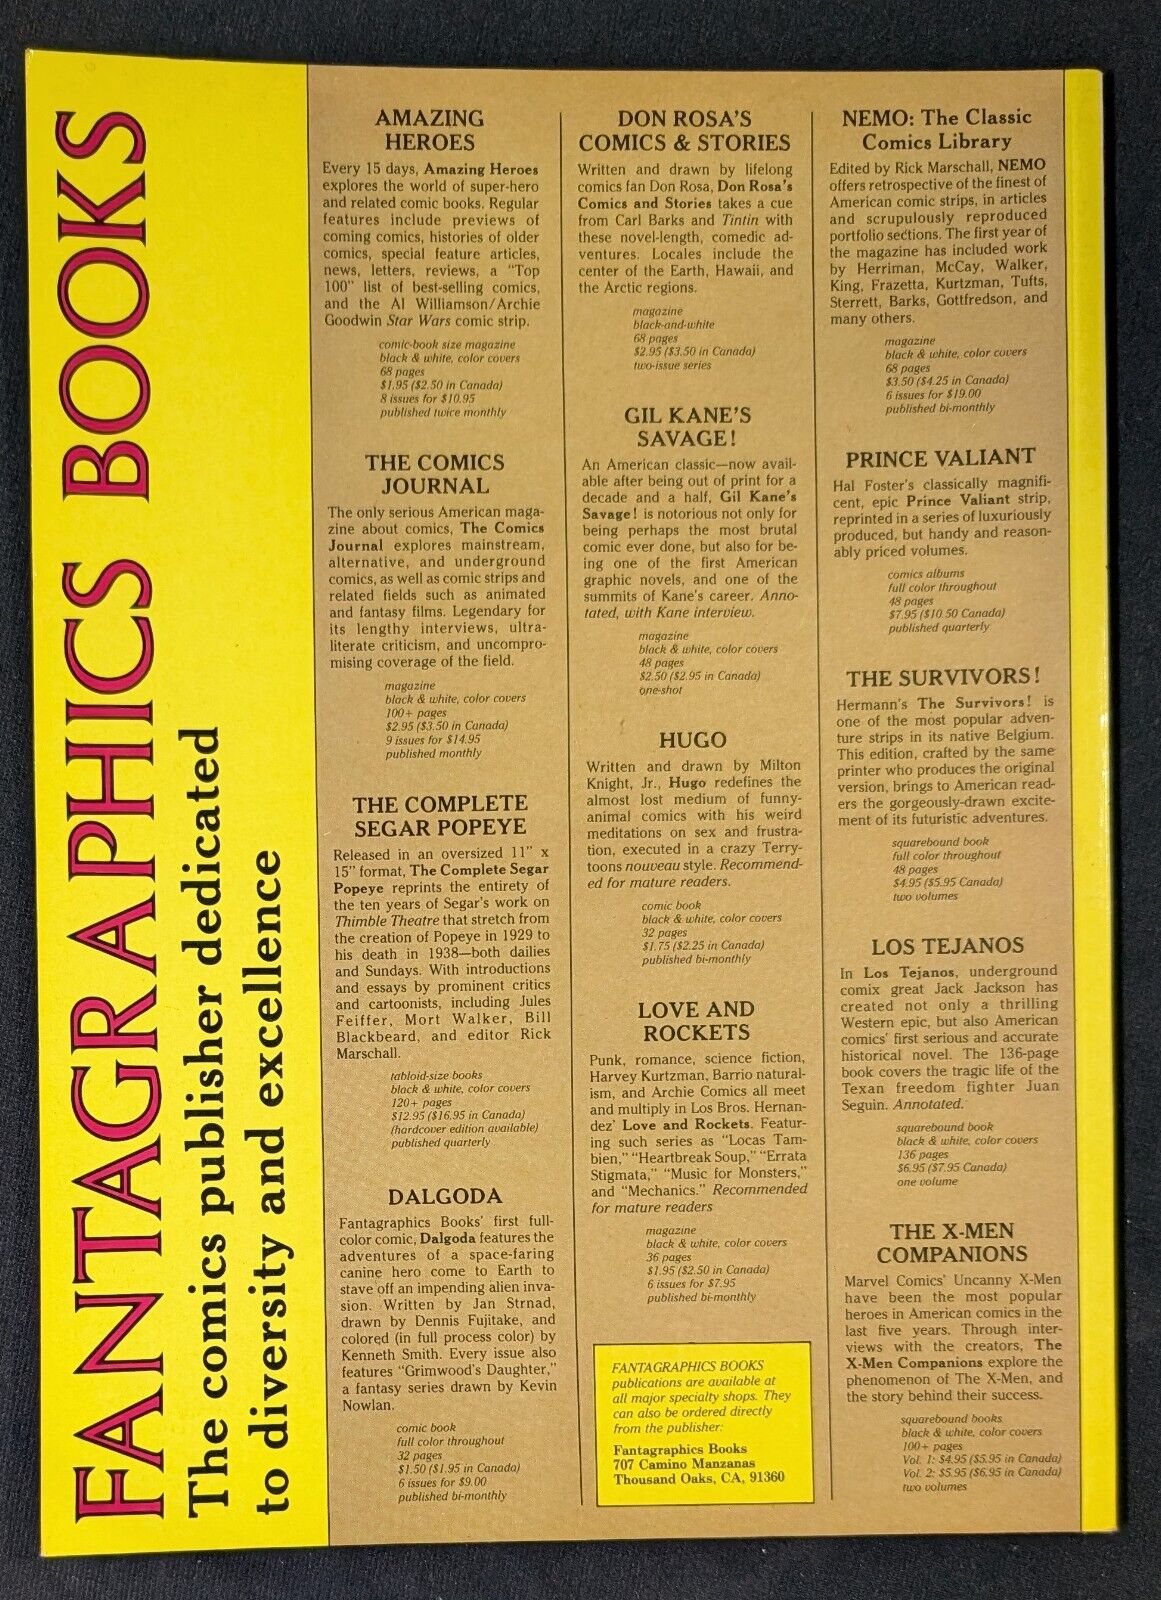 FANTAGRAPHICS BOOKS
The comics publisher dedicated
to diversity and excellence
AMAZING
HEROES
Every 15 days, Amazing Heroes
explores the world of super-hero
and related comic books. Regular
features include previews of
coming comics, histories of older
comics, special feature articles,
news, letters, reviews, a "Top
100" list of best-selling comics,
and the Al Williamson/Archie
Goodwin Star Wars comic strip.
comic-book size magazine
black & white, color covers
68 pages
$1.95 ($2.50 in Canada)
8 issues for $10.95
published twice monthly
THE COMICS
JOURNAL
The only serious American maga-
zine about comics, The Comics
Journal explores mainstream,
alternative, and underground
comics, as well as comic strips and
related fields such as animated
and fantasy films. Legendary for
its lengthy interviews, ultra-
literate criticism, and uncompro-
mising coverage of the field.
magazine
black & white, color covers
100+ pages
$2.95 ($3.50 in Canada)
9 issues for $14.95
published monthly
THE COMPLETE
SEGAR POPEYE
Released in an oversized 11" x
15" format, The Complete Segar
Popeye reprints the entirety of
the ten years of Segar's work on
Thimble Theatre that stretch from
the creation of Popeye in 1929 to
his death in 1938—both dailies
and Sundays. With introductions
and essays by prominent critics
and cartoonists, including Jules
Feiffer, Mort Walker, Bill
Blackbeard, and editor Rick
Marschall.
tabloid-size books
black & white, color covers
120+ pages
$12.95 ($16.95 in Canada)
(hardcover edition available)
published quarterly
DALGODA
Fantagraphics Books' first full-
color comic, Dalgoda features the
adventures of a space-faring
canine hero come to Earth to
stave off an impending alien inva-
sion. Written by Jan Strnad,
drawn by Dennis Fujitake, and
colored (in full process color) by
Kenneth Smith. Every issue also
features "Grimwood's Daughter,"
a fantasy series drawn by Kevin
Nowlan.
comic book
full color throughout
32 pages
$1.50 ($1.95 in Canada)
6 issues for $9.00
published bi-monthly
DON ROSA'S
COMICS & STORIES
Written and drawn by lifelong
comics fan Don Rosa, Don Rosa's
Comics and Stories takes a cue
from Carl Barks and Tintin with
these novel-length, comedic ad-
ventures. Locales include the
center of the Earth, Hawaii, and
the Arctic regions.
magazine
black-and-white
68 pages
$2.95 ($3.50 in Canada)
two-issue series
GIL KANE'S
SAVAGE!
An American classic—now avail-
able after being out of print for a
decade and a half, Gil Kane's
Savage! is notorious not only for
being perhaps the most brutal
comic ever done, but also for be-
ing one of the first American
graphic novels, and one of the
summits of Kane's career. Anno-
tated, with Kane interview.
magazine
black & white, color covers
48 pages
$2.50 ($2.95 in Canada)
one-shot
HUGO
Written and drawn by Milton
Knight, Jr., Hugo redefines the
almost lost medium of funny-
animal comics with his weird
meditations on sex and frustra-
tion, executed in a crazy Terry-
toons nouveau style. Recommend-
ed for mature readers.
comic book
black & white, color covers
32 pages
$1.75 ($2.25 in Canada)
published bi-monthly
LOVE AND
ROCKETS
Punk, romance, science fiction,
Harvey Kurtzman, Barrio natural-
ism, and Archie Comics all meet
and multiply in Los Bros. Hernan-
dez' Love and Rockets. Featur-
ing such series as "Locas Tam-
bien," "Heartbreak Soup," "Errata
Stigmata," "Music for Monsters,"
and "Mechanics." Recommended
for mature readers
magazine
black & white, color covers
36 pages
$1.95 ($2.50 in Canada)
6 issues for $7.95
published bi-monthly
FANTAGRAPHICS BOOKS
publications are available at
all major specialty shops. They
can also be ordered directly
from the publisher:
Fantagraphics Books
707 Camino Manzanas
Thousand Oaks, CA, 91360
NEMO: The Classic
Comics Library
Edited by Rick Marschall, NEMO
offers retrospective of the finest of
American comic strips, in articles
and scrupulously reproduced
portfolio sections. The first year of
the magazine has included work
by Herriman, McCay, Walker,
King, Frazetta, Kurtzman, Tufts,
Sterrett, Barks, Gottfredson, and
many others.
magazine
black & white, color covers
68 pages
$3.50 ($4.25 in Canada)
6 issues for $19.00
published bi-monthly
PRINCE VALIANT
Hal Foster's classically magnifi-
cent, epic Prince Valiant strip,
reprinted in a series of luxuriously
produced, but handy and reason-
ably priced volumes.
comics albums
full color throughout
48 pages
$7.95 ($10.50 Canada)
published quarterly
THE SURVIVORS!
Hermann's The Survivors! is
one of the most popular adven-
ture strips in its native Belgium.
This edition, crafted by the same
printer who produces the original
version, brings to American read-
ers the gorgeously-drawn excite-
ment of its futuristic adventures.
squarebound book
full color throughout
48 pages
$4.95 ($5.95 Canada)
two volumes
LOS TEJANOS
In Los Tejanos, underground
comix great Jack Jackson has
created not only a thrilling
Western epic, but also American
comics' first serious and accurate
historical novel. The 136-page
book covers the tragic life of the
Texan freedom fighter Juan
Seguin. Annotated.
squarebound book
black & white, color covers
136 pages
$6.95 ($7.95 Canada)
one volume
THE X-MEN
COMPANIONS
Marvel Comics' Uncanny X-Men
have been the most popular
heroes in American comics in the
last five years. Through inter-
views with the creators, The
X-Men Companions explore the
phenomenon of The X-Men, and
the story behind their success.
squarebound books
black & white, color covers
100+ pages
Vol. 1: $4.95 ($5.95 in Canada)
Vol. 2: $5.95 ($6.95 in Canada)
two volumes